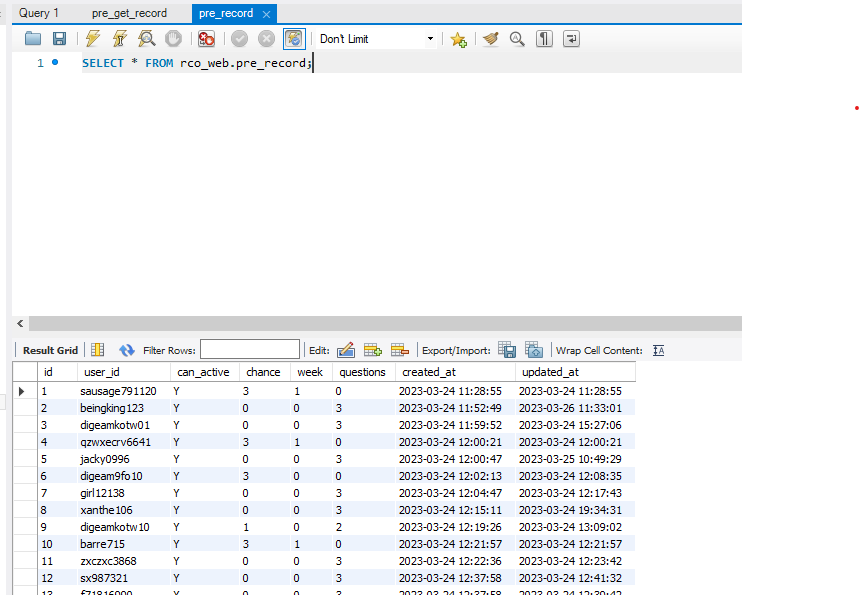 Query 1 pre_get_record pre_record
Don't Limit
1 SELECT * FROM rco_web.pre_record;
Result Grid Filter Rows: Edit: Export/Import: Wrap Cell Content:
id user_id can_active chance week questions created_at updated_at
1 sausage791120 Y 3 1 0 2023-03-24 11:28:55 2023-03-24 11:28:55
2 beingking123 Y 0 0 3 2023-03-24 11:52:49 2023-03-26 11:33:01
3 digeamkotw01 Y 0 0 3 2023-03-24 11:59:52 2023-03-24 15:27:06
4 qzwxecrv6641 Y 3 1 0 2023-03-24 12:00:21 2023-03-24 12:00:21
5 jacky0996 Y 0 0 3 2023-03-24 12:00:47 2023-03-25 10:49:29
6 digeam9fo10 Y 3 0 0 2023-03-24 12:02:13 2023-03-24 12:08:35
7 girl12138 Y 0 0 3 2023-03-24 12:04:47 2023-03-24 12:17:43
8 xanthe106 Y 0 0 3 2023-03-24 12:15:11 2023-03-24 19:34:31
9 digeamkotw10 Y 1 0 2 2023-03-24 12:19:26 2023-03-24 13:09:02
10 barre715 Y 3 1 0 2023-03-24 12:21:57 2023-03-24 12:21:57
11 zxczxc3868 Y 0 0 3 2023-03-24 12:22:36 2023-03-24 12:23:42
12 sx987321 Y 0 0 3 2023-03-24 12:37:58 2023-03-24 12:41:32